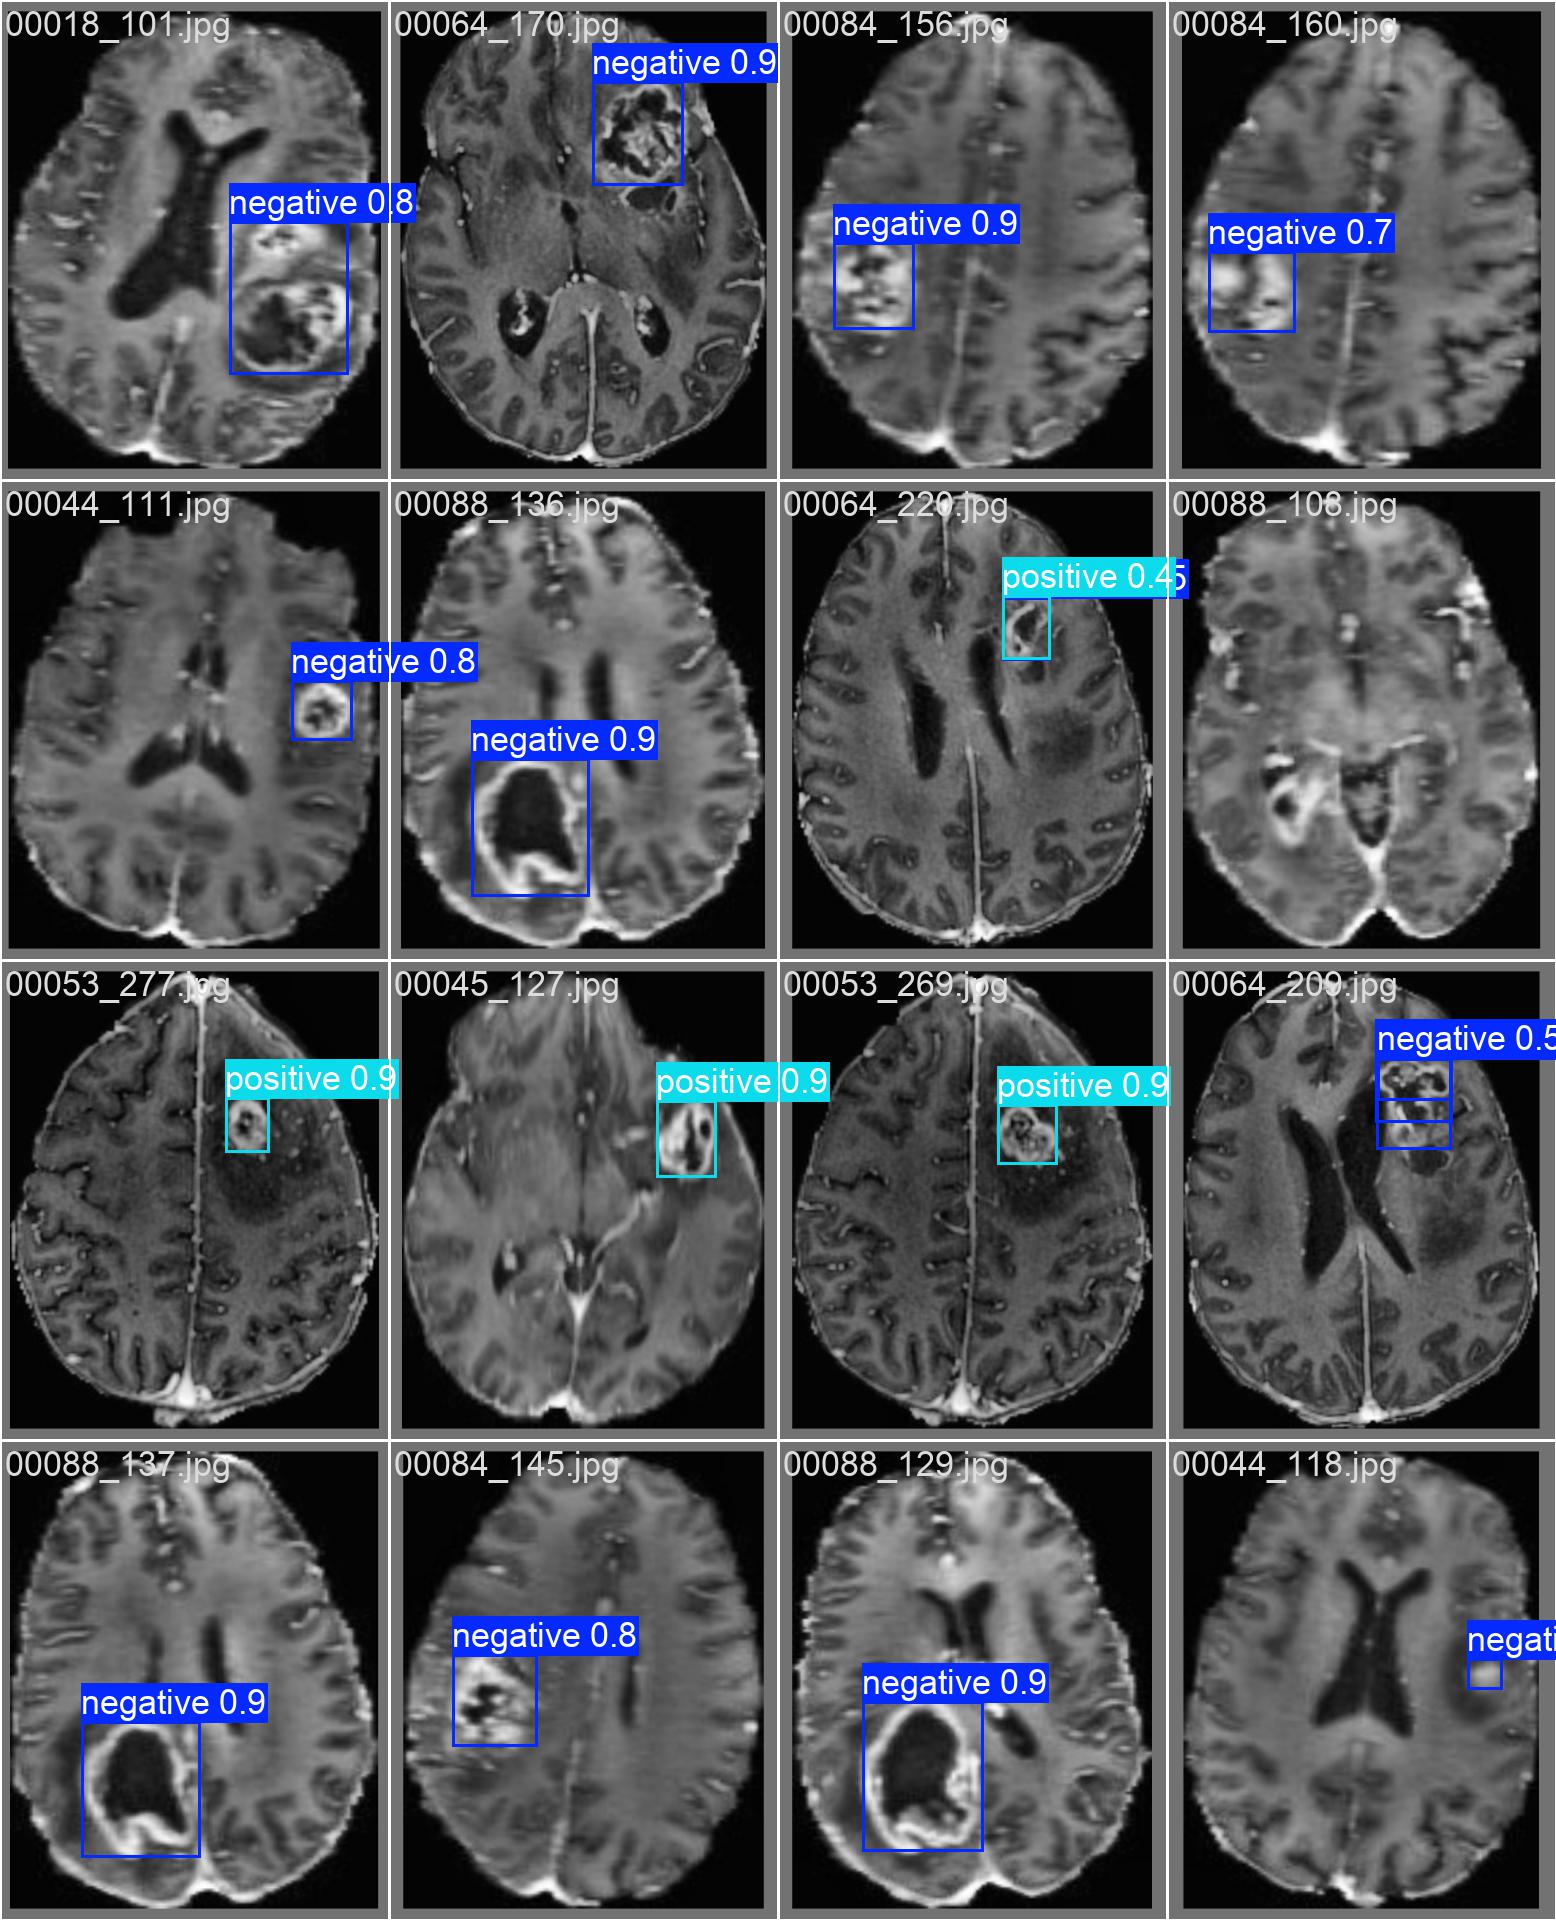 00018_101.jpg
negative 0.8
00064_170.jpg
negative 0.9
00084_156.jpg
negative 0.9
00084_160.jpg
negative 0.7
00044_111.jpg
negative 0.8
00088_136.jpg
negative 0.9
00064_220.jpg
positive 0.45
00088_108.jpg
00053_277.jpg
positive 0.9
00045_127.jpg
positive 0.9
00053_269.jpg
positive 0.9
00064_209.jpg
negative 0.5
00088_137.jpg
negative 0.9
00084_145.jpg
negative 0.8
00088_129.jpg
negative 0.9
00044_118.jpg
negati